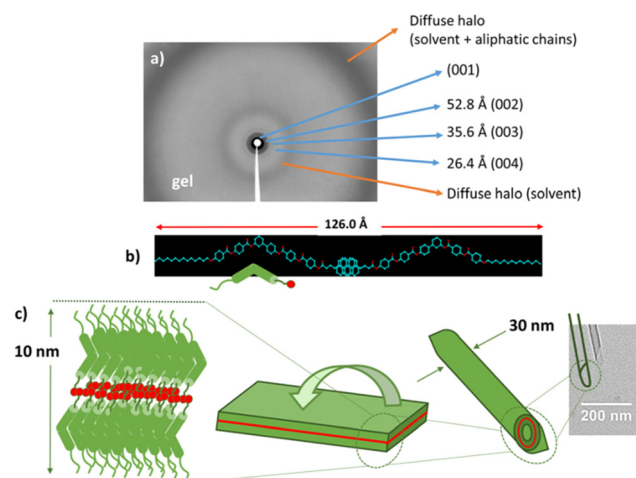 Diffuse halo
(solvent + aliphatic chains)
a)
(001)
52.8 Å (002)
35.6 Å (003)
26.4 Å (004)
gel
Diffuse halo (solvent)
126.0 Å
b)
c)
10 nm
30 nm
200 nm